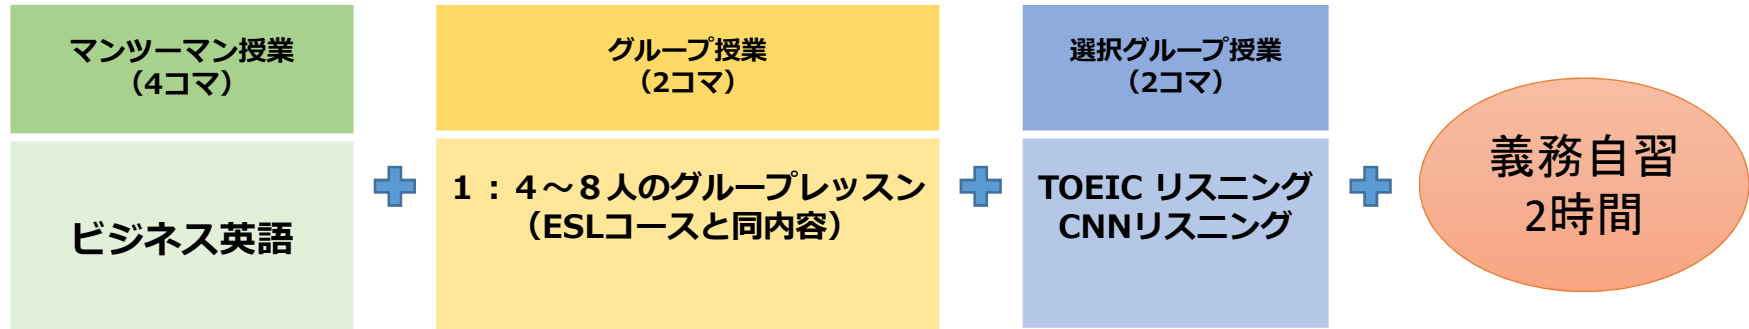 マンツーマン授業
（4コマ）
ビジネス英語
グループ授業
（2コマ）
１：４～８人のグループレッスン
（ESLコースと同内容）
選択グループ授業
（2コマ）
TOEIC リスニング
CNNリスニング
義務自習
2時間